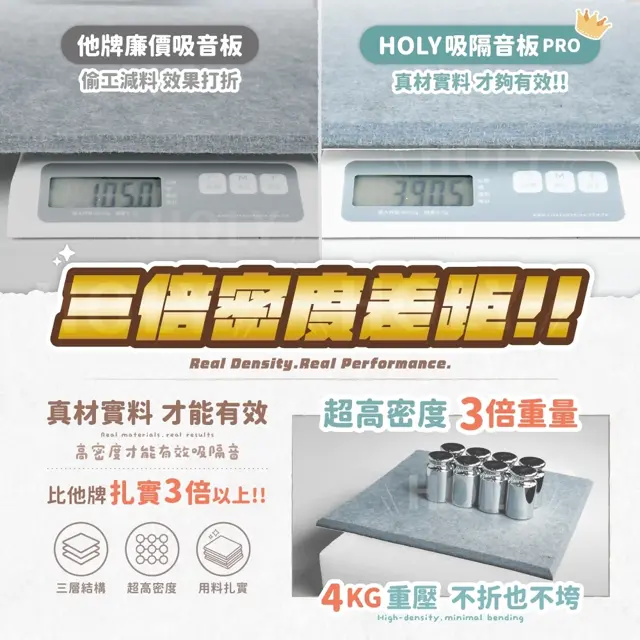 他牌廉價吸音板
偷工減料 效果打折
HOLY吸隔音板PRO
真材實料 才夠有效!!
105.0
390.5
M
M
HOLY
三倍密度差距!!
Real Density.Real Performance.
真材實料 才能有效
Real materials.real results
高密度才能有效吸隔音
比他牌扎實3倍以上!!
三層結構
超高密度
用料扎實
超高密度 3倍重量
4KG重壓 不折也不垮
High-density,minimal bending